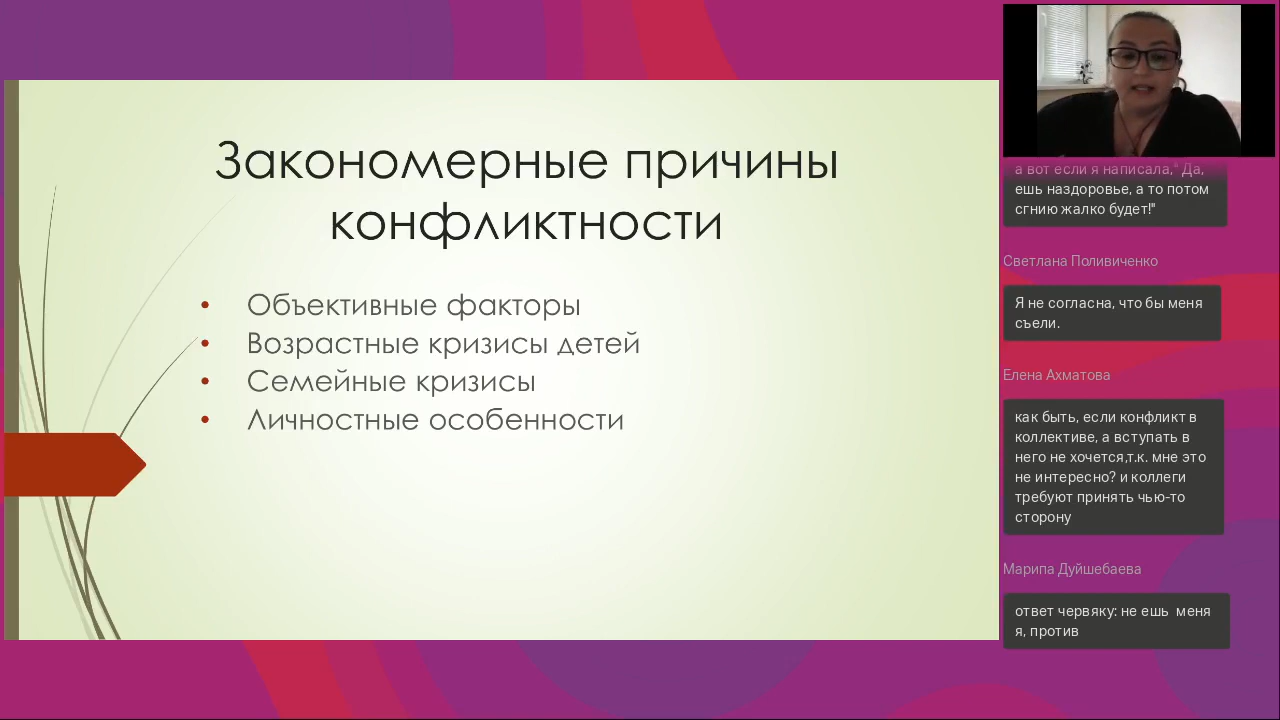 Закономерные причины
конфликтности
• Объективные факторы
• Возрастные кризисы детей
• Семейные кризисы
• Личностные особенности
а вот если я написала," Да,
ешь наздоровье, а то потом
сгнию жалко будет!"
Светлана Поливиченко
Я не согласна, что бы меня
съели.
Елена Ахматова
как быть, если конфликт в
коллективе, а вступать в
него не хочется,т.к. мне это
не интересно? и коллеги
требуют принять чью-то
сторону
Марипа Дуйшебаева
ответ червяку: не ешь  меня
я, против